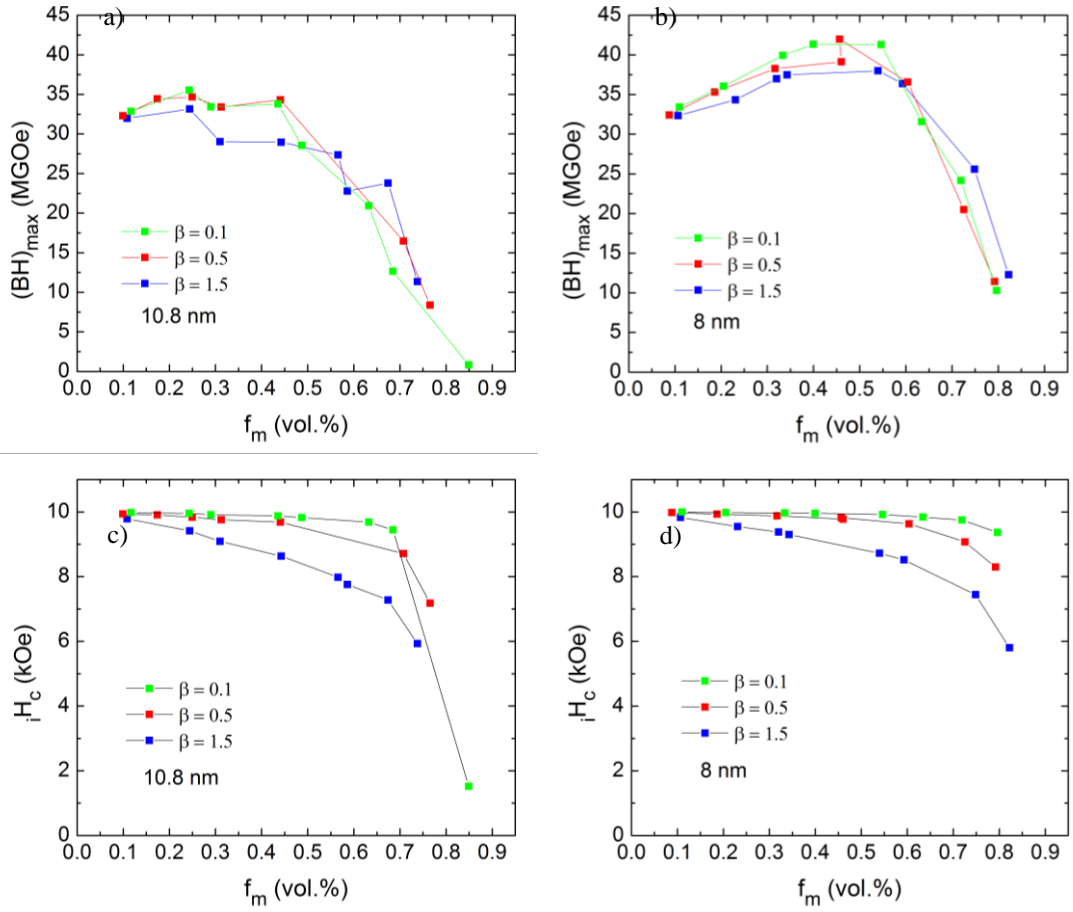 a)
45
40
35
30
25
20
15
10
5
0
(BH)max (MGOe)
β = 0.1
β = 0.5
β = 1.5
10.8 nm
0.0 0.1 0.2 0.3 0.4 0.5 0.6 0.7 0.8 0.9
fm (vol.%)
b)
45
40
35
30
25
20
15
10
5
0
(BH)max (MGOe)
β = 0.1
β = 0.5
β = 1.5
8 nm
0.0 0.1 0.2 0.3 0.4 0.5 0.6 0.7 0.8 0.9
fm (vol.%)
c)
10
8
6
4
2
0
iHc (kOe)
β = 0.1
β = 0.5
β = 1.5
10.8 nm
0.0 0.1 0.2 0.3 0.4 0.5 0.6 0.7 0.8 0.9
fm (vol.%)
d)
10
8
6
4
2
0
iHc (kOe)
β = 0.1
β = 0.5
β = 1.5
8 nm
0.0 0.1 0.2 0.3 0.4 0.5 0.6 0.7 0.8 0.9
fm (vol.%)